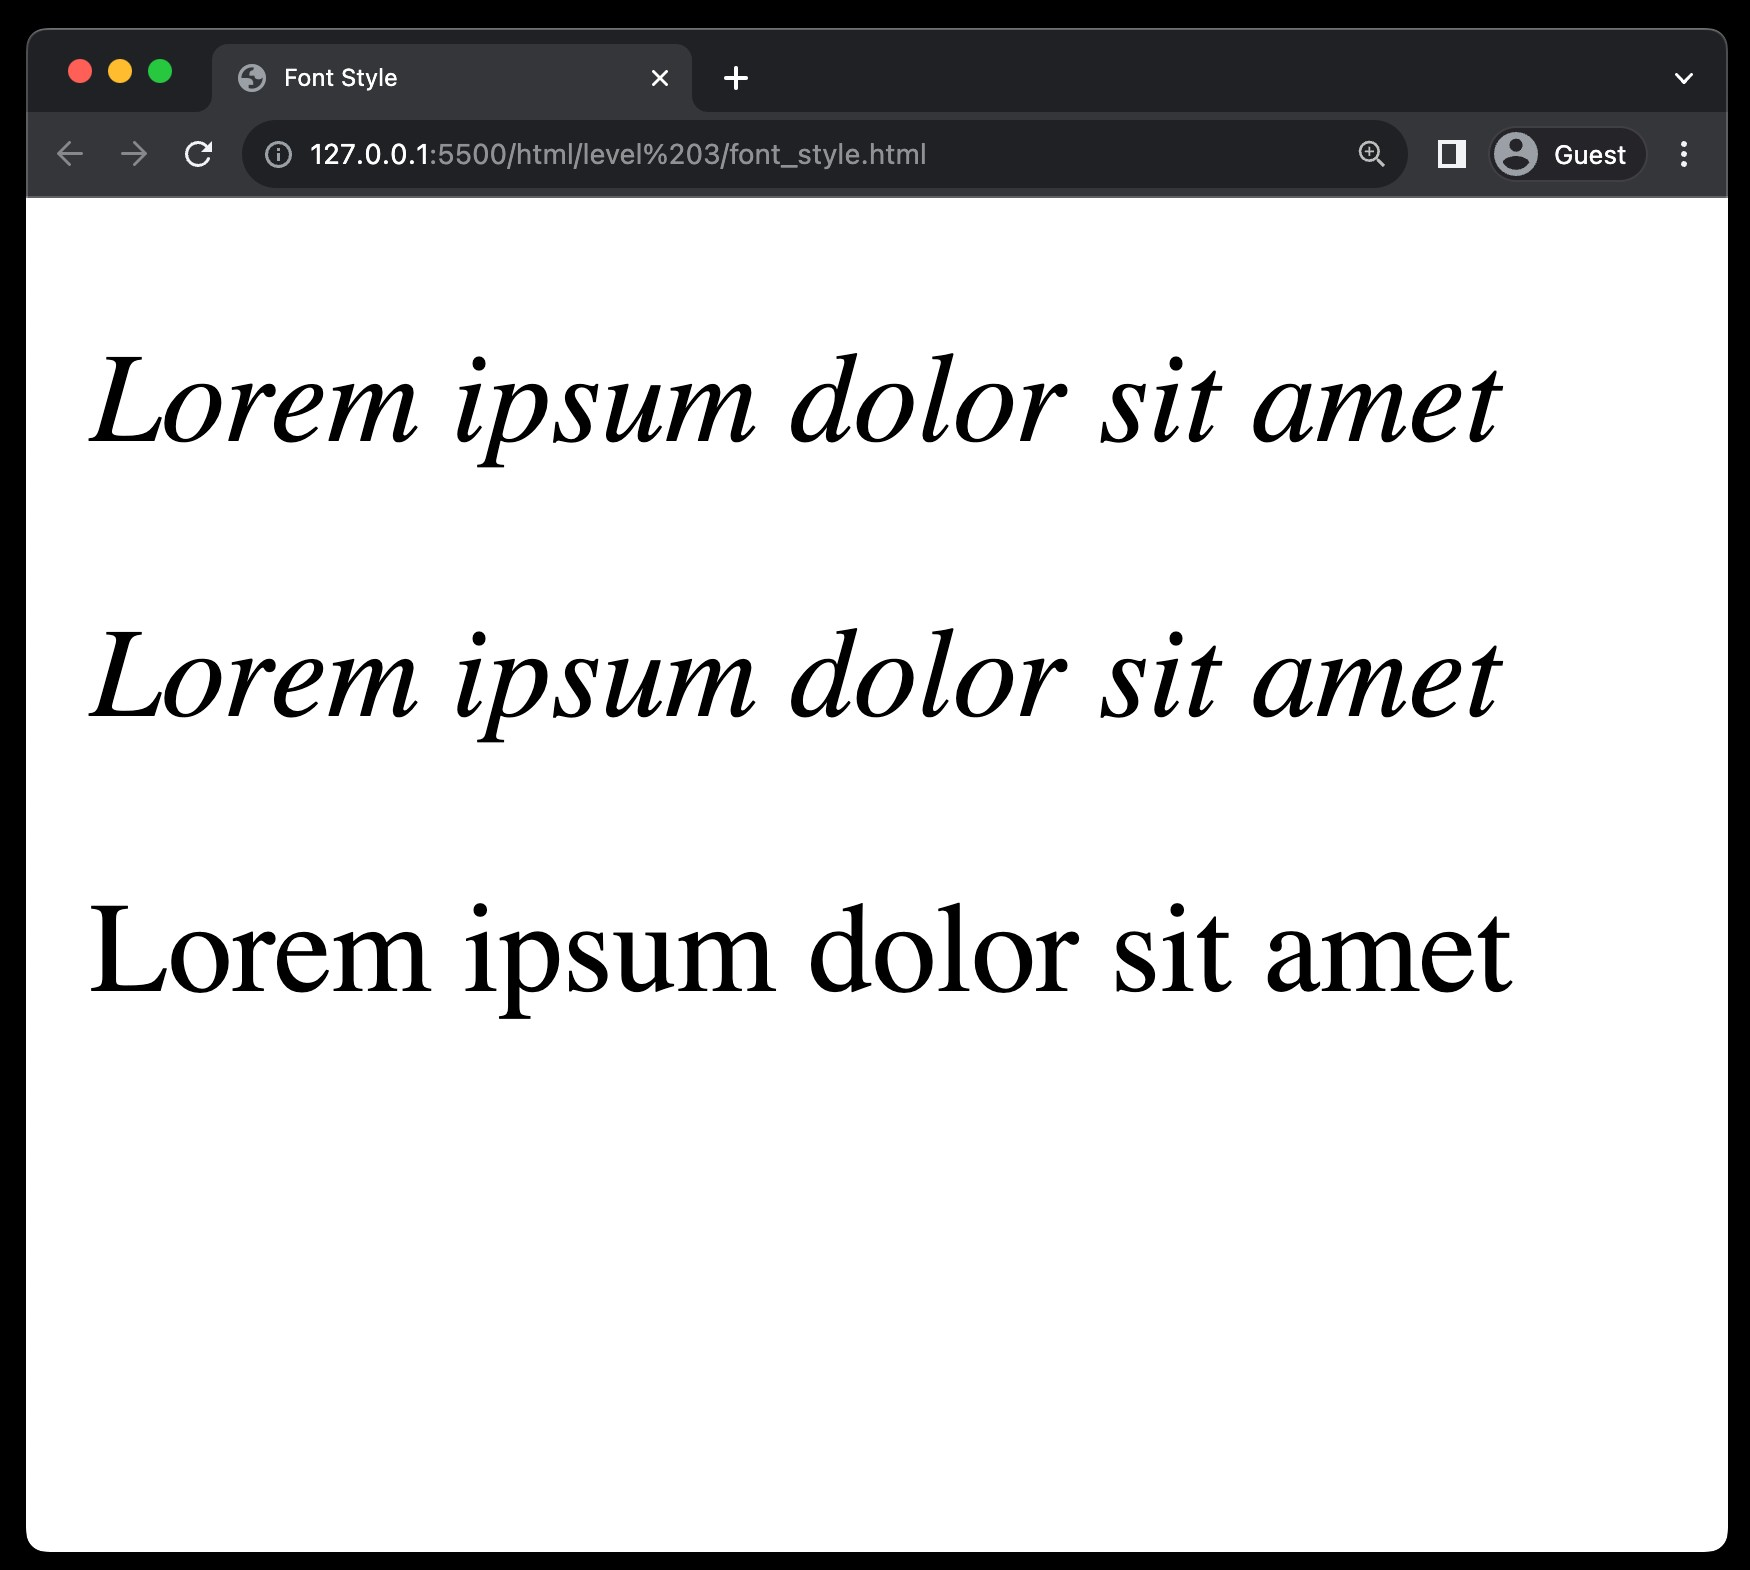 Font Style
127.0.0.1:5500/html/level%203/font_style.html
Guest
Lorem ipsum dolor sit amet
Lorem ipsum dolor sit amet
Lorem ipsum dolor sit amet